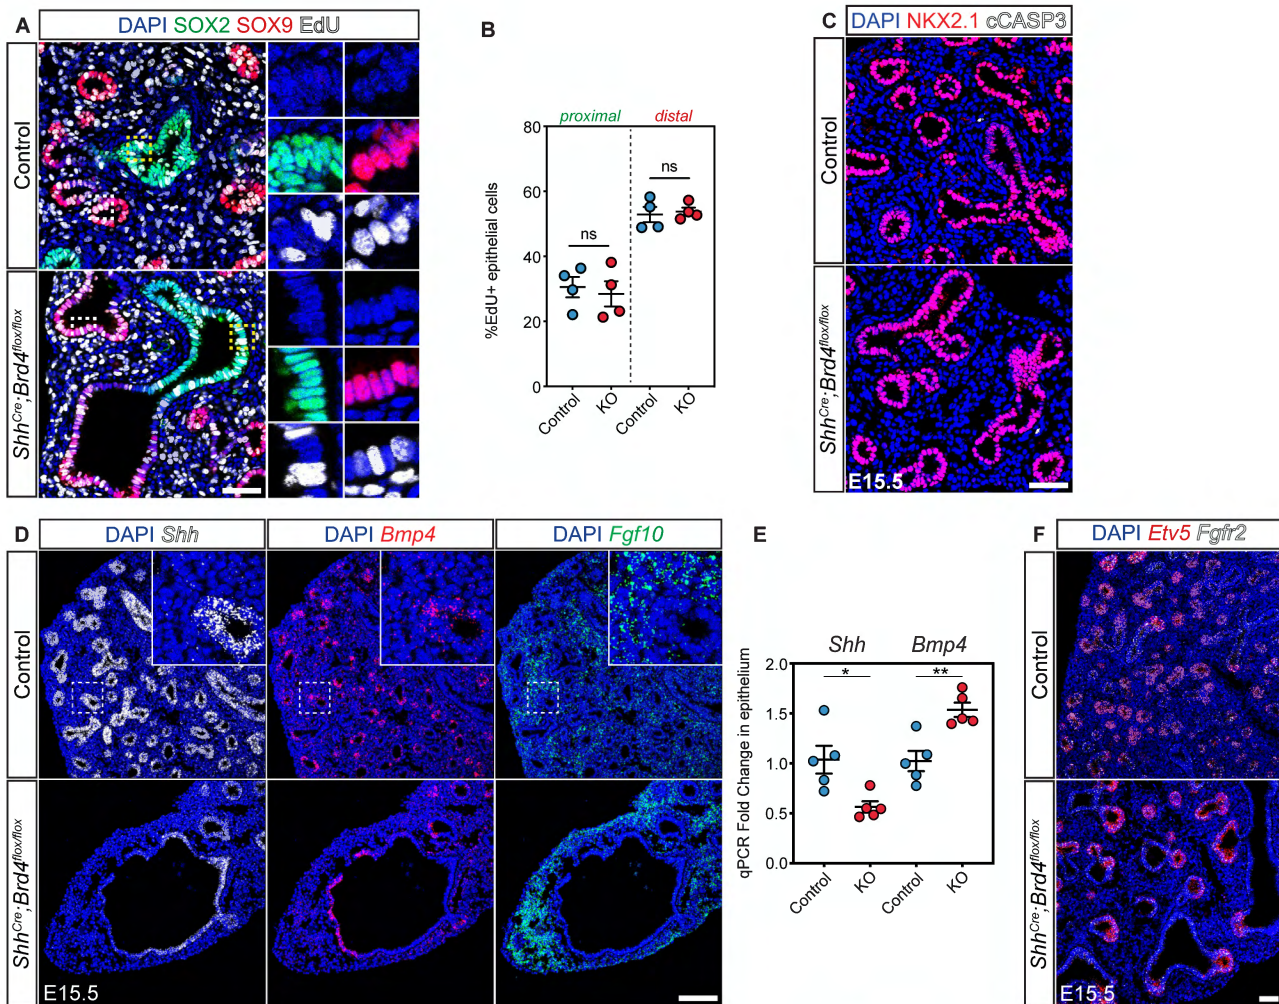 A
DAPI SOX2 SOX9 EdU
Control
Shh^Cre;Brd4^flox/flox
B
proximal
distal
%EdU+ epithelial cells
80
60
40
20
0
ns
ns
Control
KO
Control
KO
C
DAPI NKX2.1 cCASP3
Control
Shh^Cre;Brd4^flox/flox
E15.5
D
DAPI Shh
DAPI Bmp4
DAPI Fgf10
Control
Shh^Cre;Brd4^flox/flox
E15.5
E
Shh
Bmp4
qPCR Fold Change in epithelium
2.0
1.5
1.0
0.5
0.0
*
**
Control
KO
Control
KO
F
DAPI Etv5 Fgfr2
Control
Shh^Cre;Brd4^flox/flox
E15.5